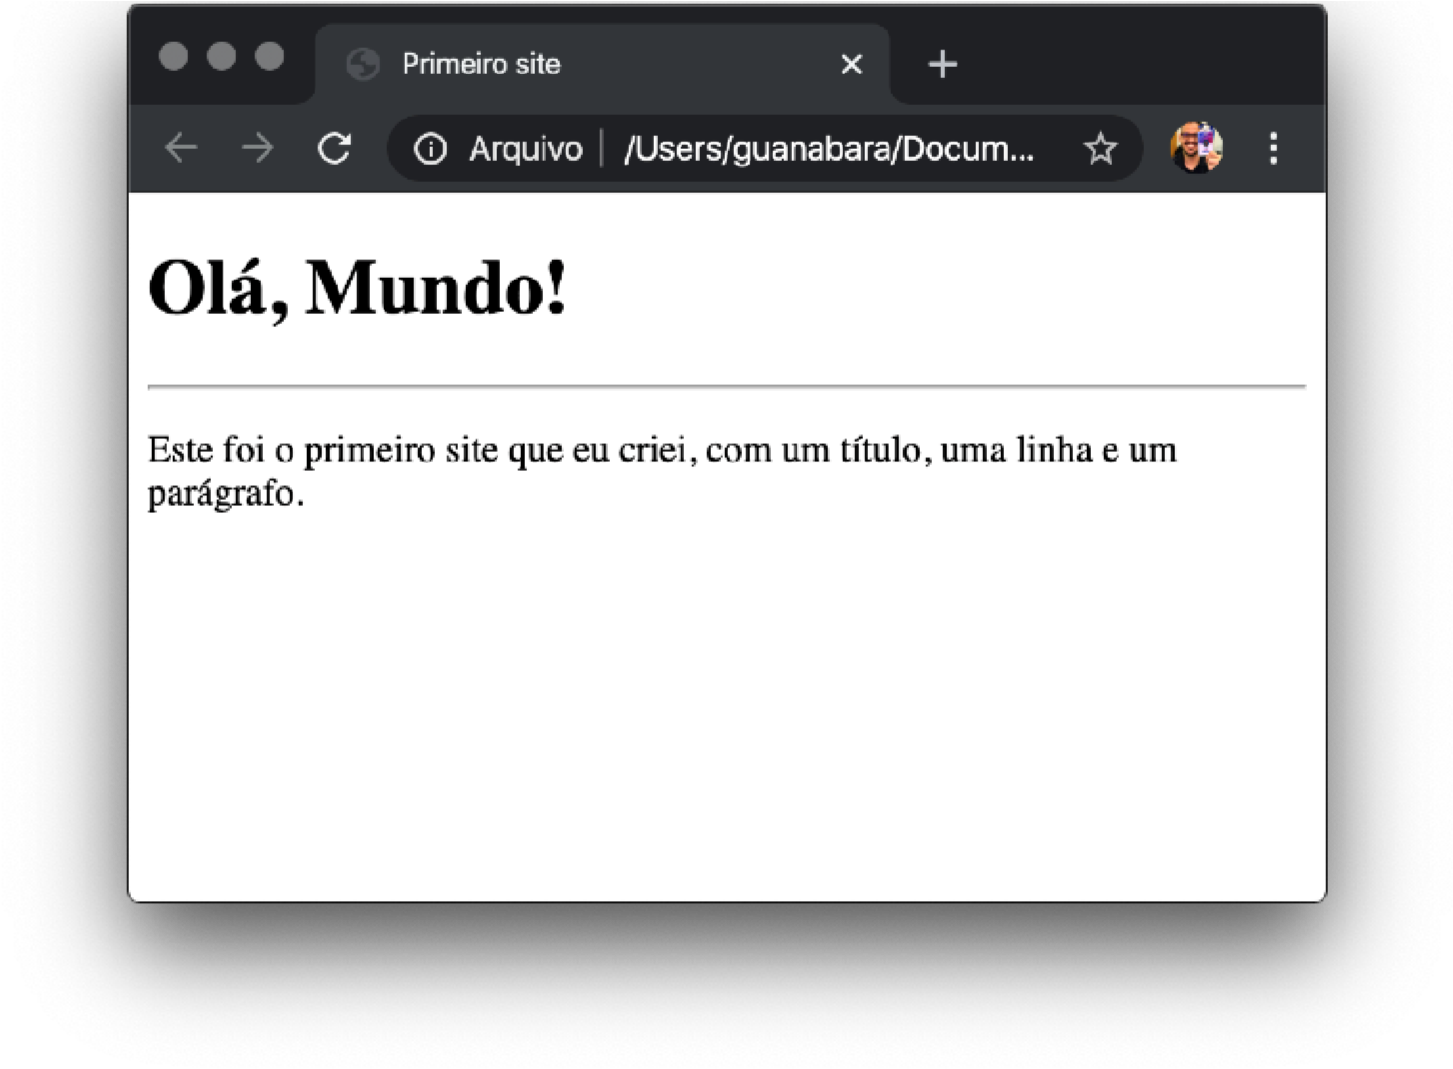 Primeiro site
Arquivo | /Users/guanabara/Docum...
Olá, Mundo!
Este foi o primeiro site que eu criei, com um título, uma linha e um
parágrafo.